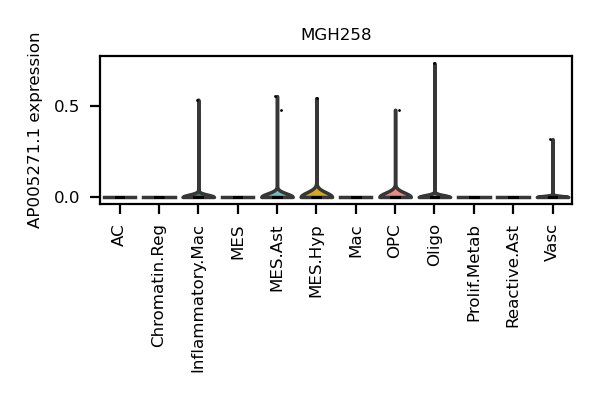 MGH258
AP005271.1 expression
0.5
0.0
AC
Chromatin.Reg
Inflammatory.Mac
MES
MES.Ast
MES.Hyp
Mac
OPC
Oligo
Prolif.Metab
Reactive.Ast
Vasc